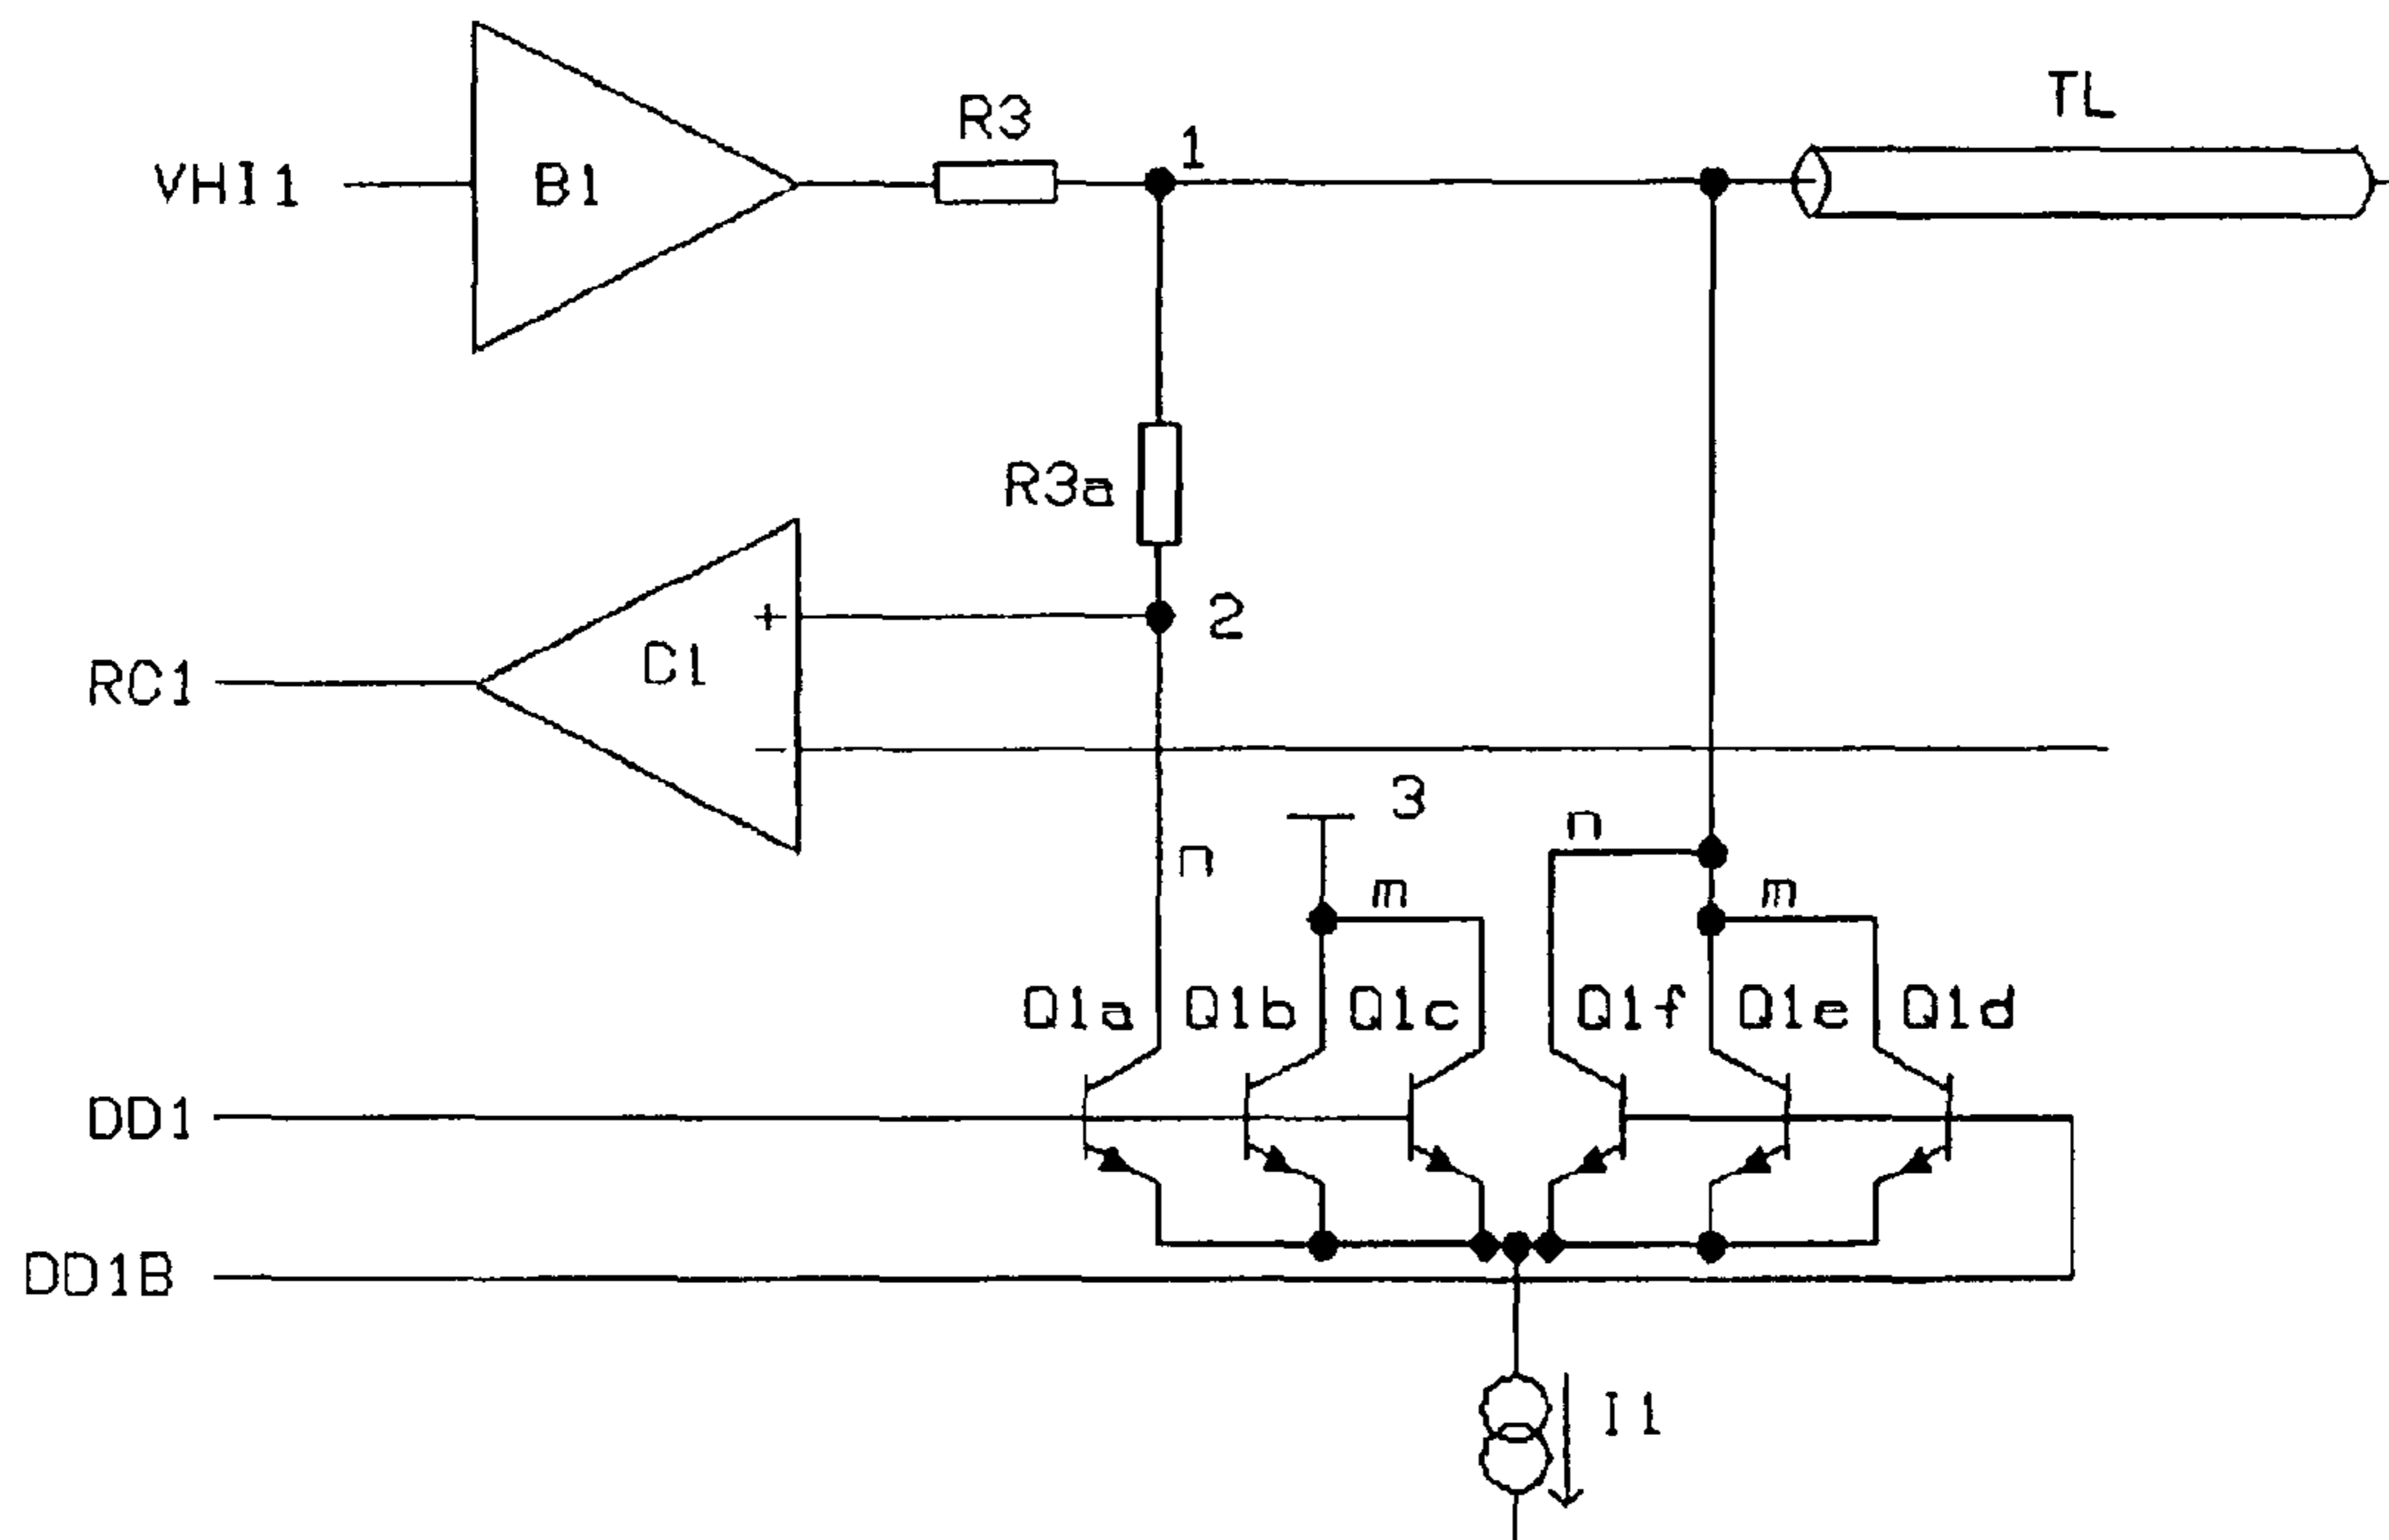 TL
R3
1
VHI1
B1
R3a
+
2
C1
RC1
-
3
n
n
m
m
Q1a
Q1b
Q1c
Q1f
Q1e
Q1d
DD1
DD1B
I1